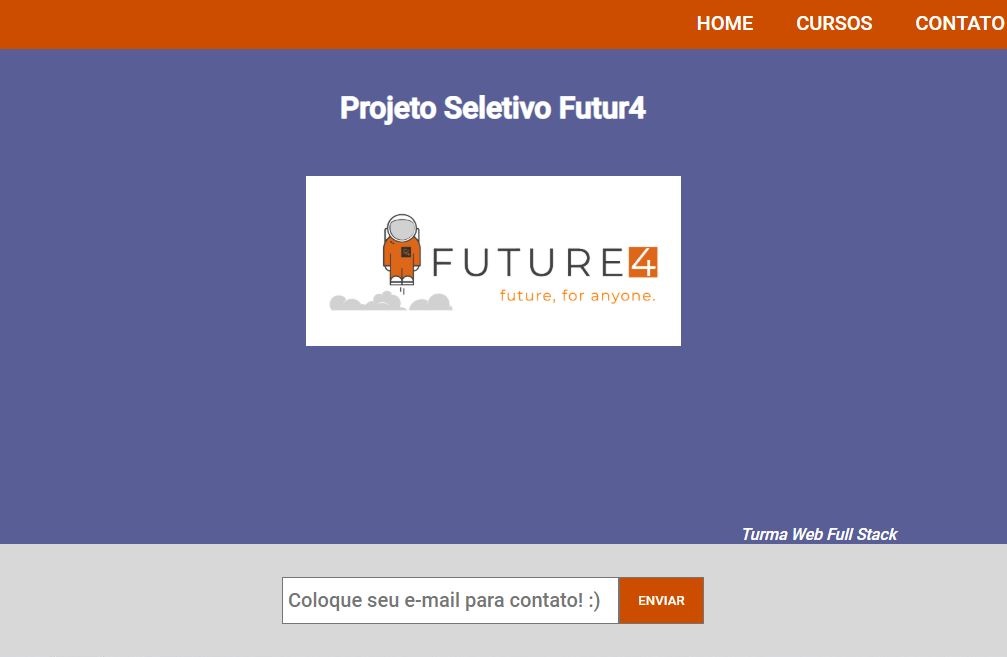 HOME CURSOS CONTATO
Projeto Seletivo Futur4
FUTURE4
future, for anyone.
Turma Web Full Stack
Coloque seu e-mail para contato! :) ENVIAR